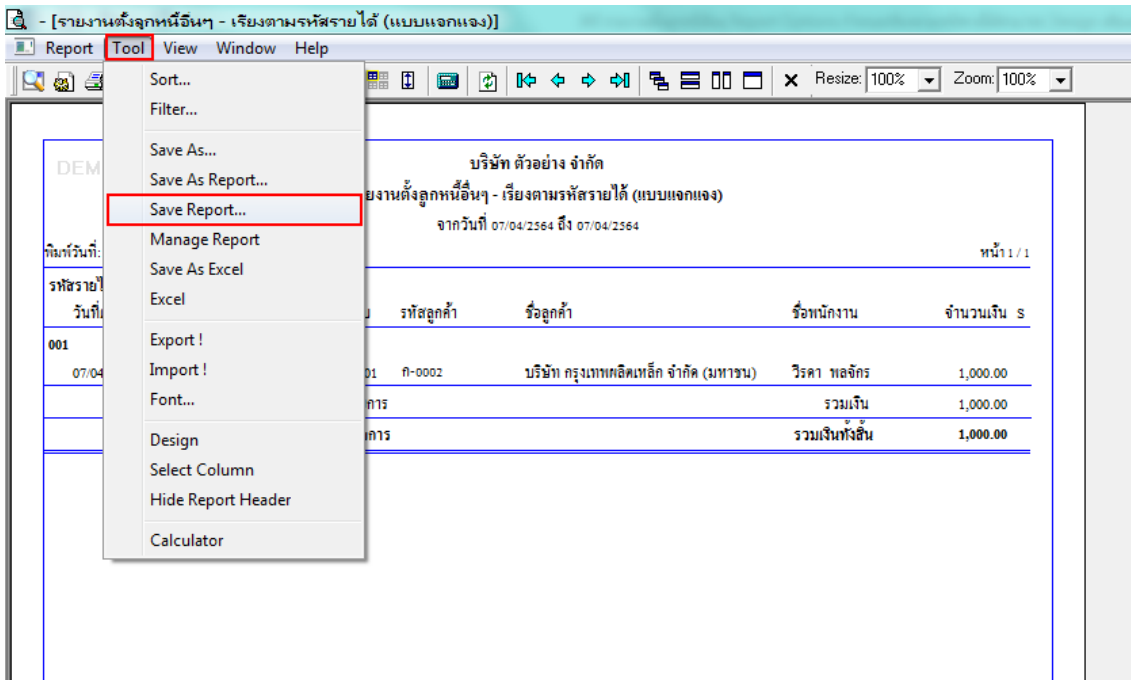 - [รายงานตั้งลูกหนี้อื่นๆ - เรียงตามรหัสรายได้ (แบบแจกแจง)]
Report Tool View Window Help
Resize: 100% Zoom: 100%
Sort...
Filter...
Save As...
Save As Report...
Save Report...
Manage Report
Save As Excel
Excel
Export !
Import !
Font...
Design
Select Column
Hide Report Header
Calculator
DEM
บริษัท ตัวอย่าง จำกัด
ยงานตั้งลูกหนี้อื่นๆ - เรียงตามรหัสรายได้ (แบบแจกแจง)
จากวันที่ 07/04/2564 ถึง 07/04/2564
พิมพ์วันที่: หน้า 1 / 1
รหัสรายไ
วันที่ รหัสลูกค้า ชื่อลูกค้า ชื่อพนักงาน จำนวนเงิน S
001
07/04 01 ก-0002 บริษัท กรุงเทพผลิตเหล็ก จำกัด (มหาชน) วิรดา พลจักร 1,000.00
การ รวมเงิน 1,000.00
การ รวมเงินทั้งสิ้น 1,000.00